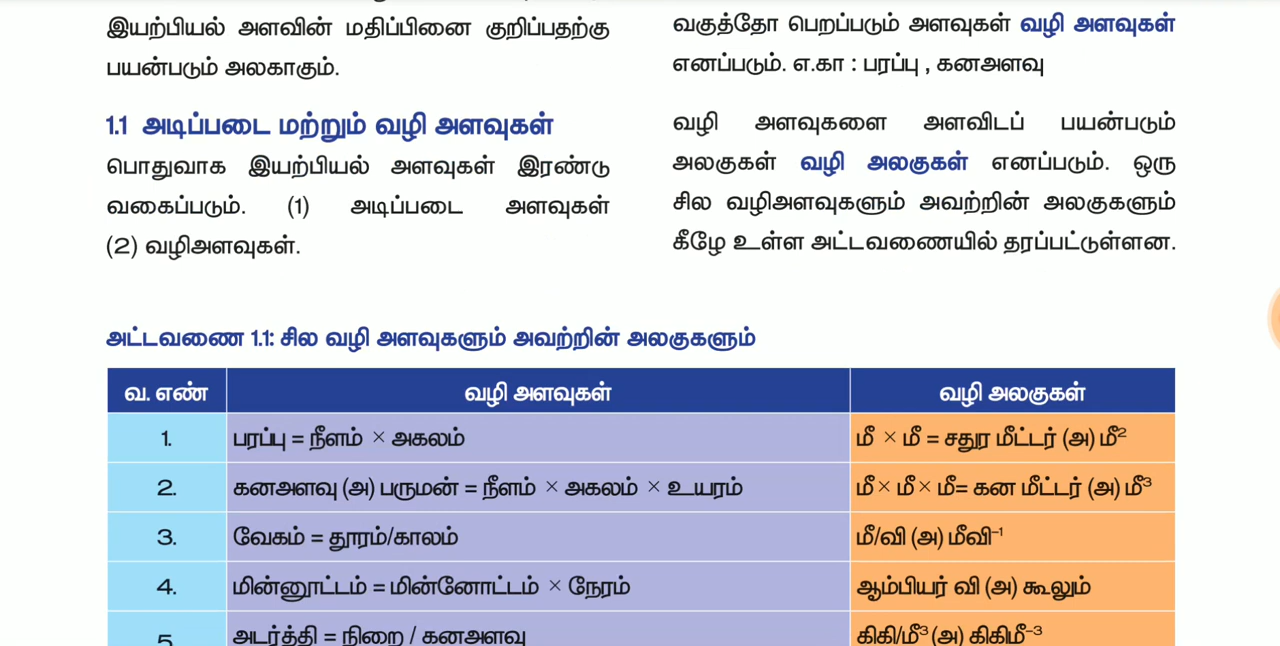 இயற்பியல் அளவின் மதிப்பினை குறிப்பதற்கு
பயன்படும் அலகாகும்.
1.1 அடிப்படை மற்றும் வழி அளவுகள்
பொதுவாக இயற்பியல் அளவுகள் இரண்டு
வகைப்படும். (1) அடிப்படை அளவுகள்
(2) வழிஅளவுகள்.
வகுத்தோ பெறப்படும் அளவுகள் வழி அளவுகள்
எனப்படும். எ.கா : பரப்பு , கனஅளவு
வழி அளவுகளை அளவிடப் பயன்படும்
அலகுகள் வழி அலகுகள் எனப்படும். ஒரு
சில வழிஅளவுகளும் அவற்றின் அலகுகளும்
கீழே உள்ள அட்டவணையில் தரப்பட்டுள்ளன.
அட்டவணை 1.1: சில வழி அளவுகளும் அவற்றின் அலகுகளும்
வ. எண் வழி அளவுகள் வழி அலகுகள்
1. பரப்பு = நீளம் × அகலம் மீ × மீ = சதுர மீட்டர் (அ) மீ²
2. கனஅளவு (அ) பருமன் = நீளம் × அகலம் × உயரம் மீ × மீ × மீ= கன மீட்டர் (அ) மீ³
3. வேகம் = தூரம்/காலம் மீ/வி (அ) மீவி⁻¹
4. மின்னூட்டம் = மின்னோட்டம் × நேரம் ஆம்பியர் வி (அ) கூலும்
5. அடர்த்தி = நிறை / கனஅளவு கிகி/மீ³ (அ) கிகிமீ⁻³